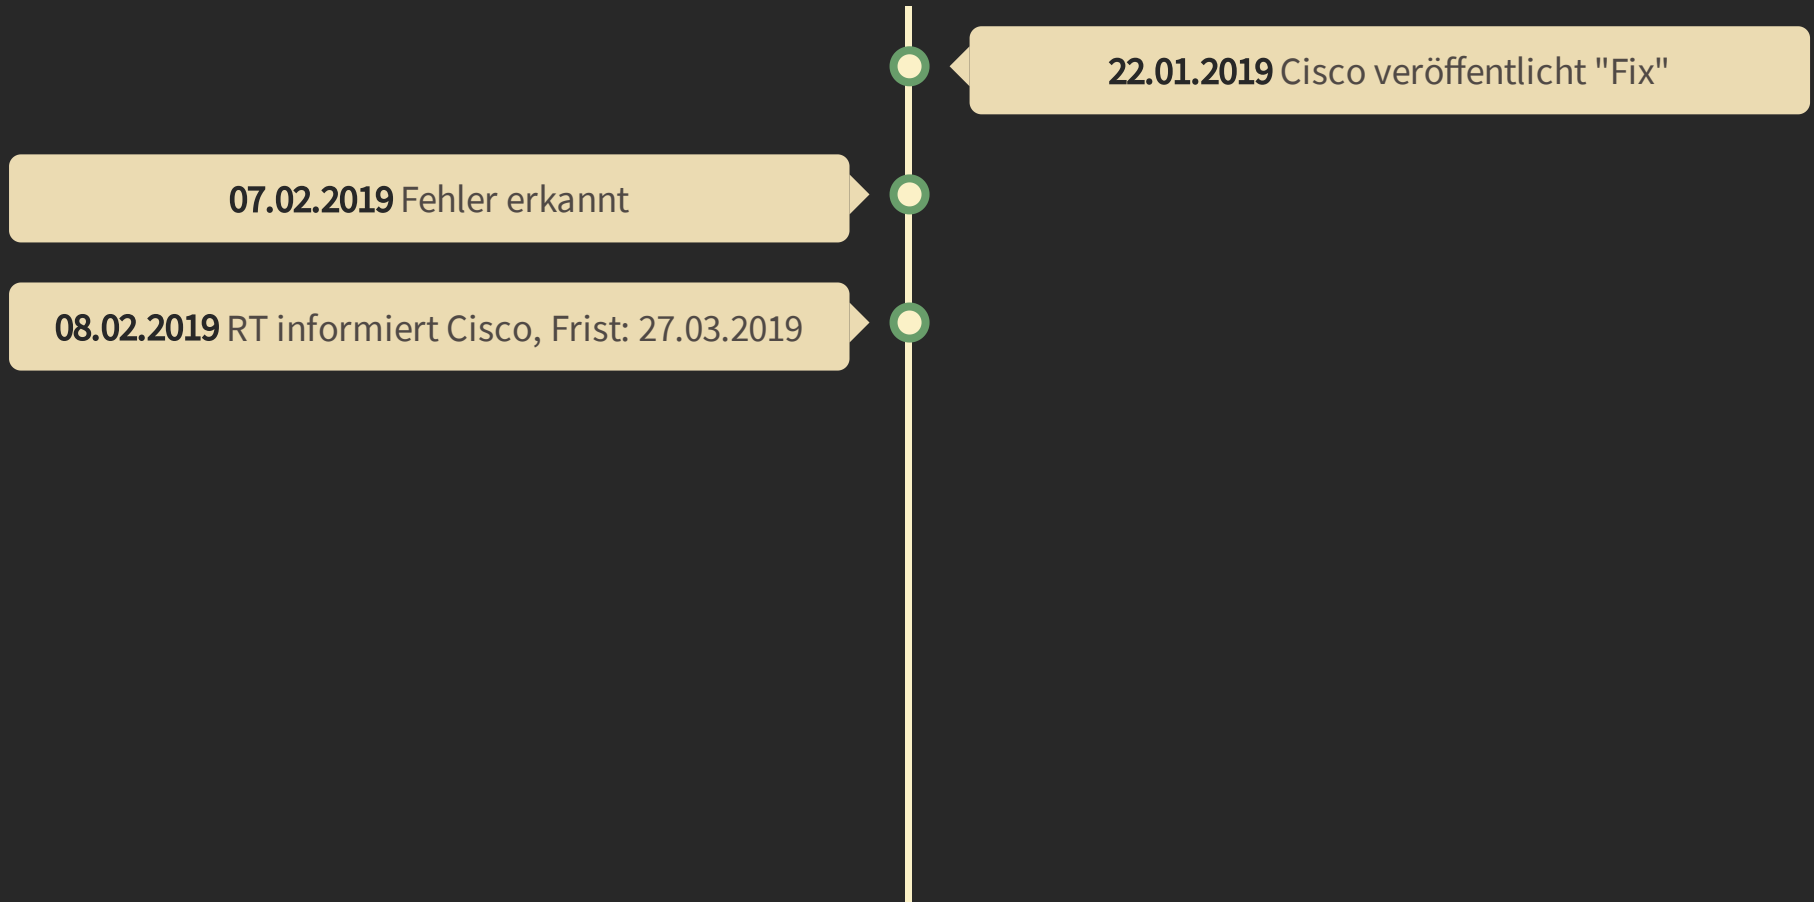 22.01.2019 Cisco veröffentlicht "Fix"
07.02.2019 Fehler erkannt
08.02.2019 RT informiert Cisco, Frist: 27.03.2019